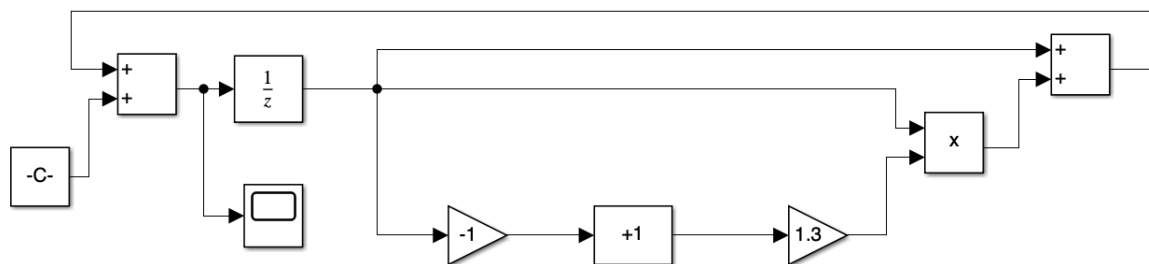 +
+
1
z
+
+
-C-
x
-1
+1
1.3